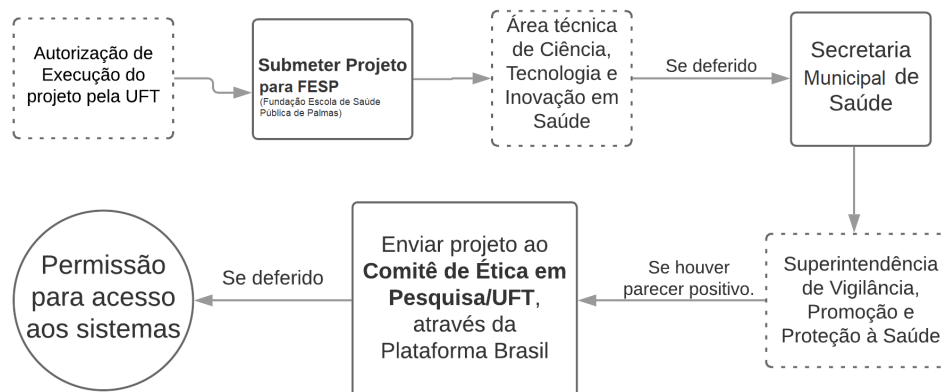 Autorização de
Execução do
projeto pela UFT
Submeter Projeto
para FESP
(Fundação Escola de Saúde
Pública de Palmas)
Área técnica
de Ciência,
Tecnologia e
Inovação em
Saúde
Se deferido
Secretaria
Municipal de
Saúde
Superintendência
de Vigilância,
Promoção e
Proteção à Saúde
Se houver
parecer positivo.
Enviar projeto ao
Comitê de Ética em
Pesquisa/UFT,
através da
Plataforma Brasil
Se deferido
Permissão
para acesso
aos sistemas